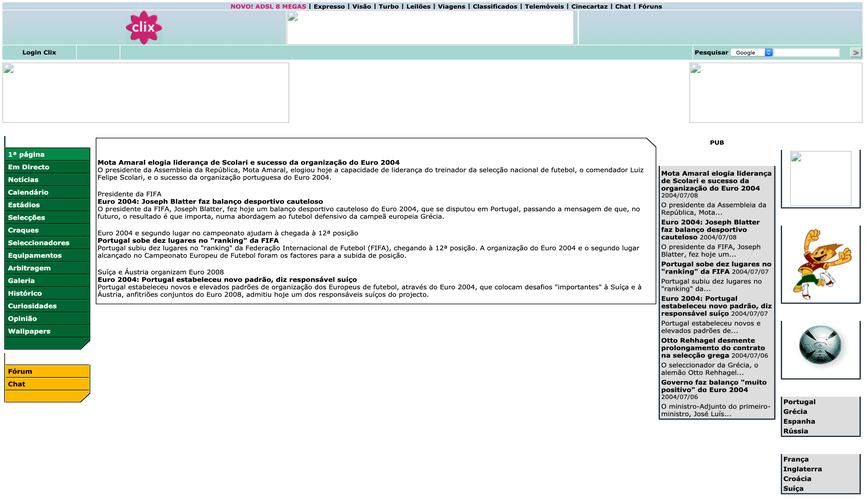 NOVO! ADSL 8 MEGAS | Expresso | Visão | Turbo | Leilões | Viagens | Classificados | Telemóveis | Cinecartaz | Chat | Fóruns
clix
Login Clix
Pesquisar Google >
1ª página
Em Directo
Notícias
Calendário
Estádios
Selecções
Craques
Seleccionadores
Equipamentos
Arbitragem
Galeria
Histórico
Curiosidades
Opinião
Wallpapers
Fórum
Chat
Mota Amaral elogia liderança de Scolari e sucesso da organização do Euro 2004
O presidente da Assembleia da República, Mota Amaral, elogiou hoje a capacidade de liderança do treinador da selecção nacional de futebol, o comendador Luiz
Felipe Scolari, e o sucesso da organização portuguesa do Euro 2004.
Presidente da FIFA
Euro 2004: Joseph Blatter faz balanço desportivo cauteloso
O presidente da FIFA, Joseph Blatter, fez hoje um balanço desportivo cauteloso do Euro 2004, que se disputou em Portugal, passando a mensagem de que, no
futuro, o resultado é que importa, numa abordagem ao futebol defensivo da campeã europeia Grécia.
Euro 2004 e segundo lugar no campeonato ajudam à chegada à 12ª posição
Portugal sobe dez lugares no "ranking" da FIFA
Portugal subiu dez lugares no "ranking" da Federação Internacional de Futebol (FIFA), chegando à 12ª posição. A organização do Euro 2004 e o segundo lugar
alcançado no Campeonato Europeu de Futebol foram os factores para a subida de posição.
Suíça e Áustria organizam Euro 2008
Euro 2004: Portugal estabeleceu novo padrão, diz responsável suíço
Portugal estabeleceu novos e elevados padrões de organização dos Europeus de futebol, através do Euro 2004, que colocam desafios "importantes" à Suíça e à
Áustria, anfitriões conjuntos do Euro 2008, admitiu hoje um dos responsáveis suíços do projecto.
PUB
Mota Amaral elogia liderança
de Scolari e sucesso da
organização do Euro 2004
2004/07/08
O presidente da Assembleia da
República, Mota...
Euro 2004: Joseph Blatter
faz balanço desportivo
cauteloso 2004/07/08
O presidente da FIFA, Joseph
Blatter, fez hoje um...
Portugal sobe dez lugares no
"ranking" da FIFA 2004/07/07
Portugal subiu dez lugares no
"ranking" da...
Euro 2004: Portugal
estabeleceu novo padrão, diz
responsável suíço 2004/07/07
Portugal estabeleceu novos e
elevados padrões de...
Otto Rehhagel desmente
prolongamento do contrato
na selecção grega 2004/07/06
O seleccionador da Grécia, o
alemão Otto Rehhagel...
Governo faz balanço "muito
positivo" do Euro 2004
2004/07/06
O ministro-Adjunto do primeiro-
ministro, José Luís...
Portugal
Grécia
Espanha
Rússia
França
Inglaterra
Croácia
Suíça